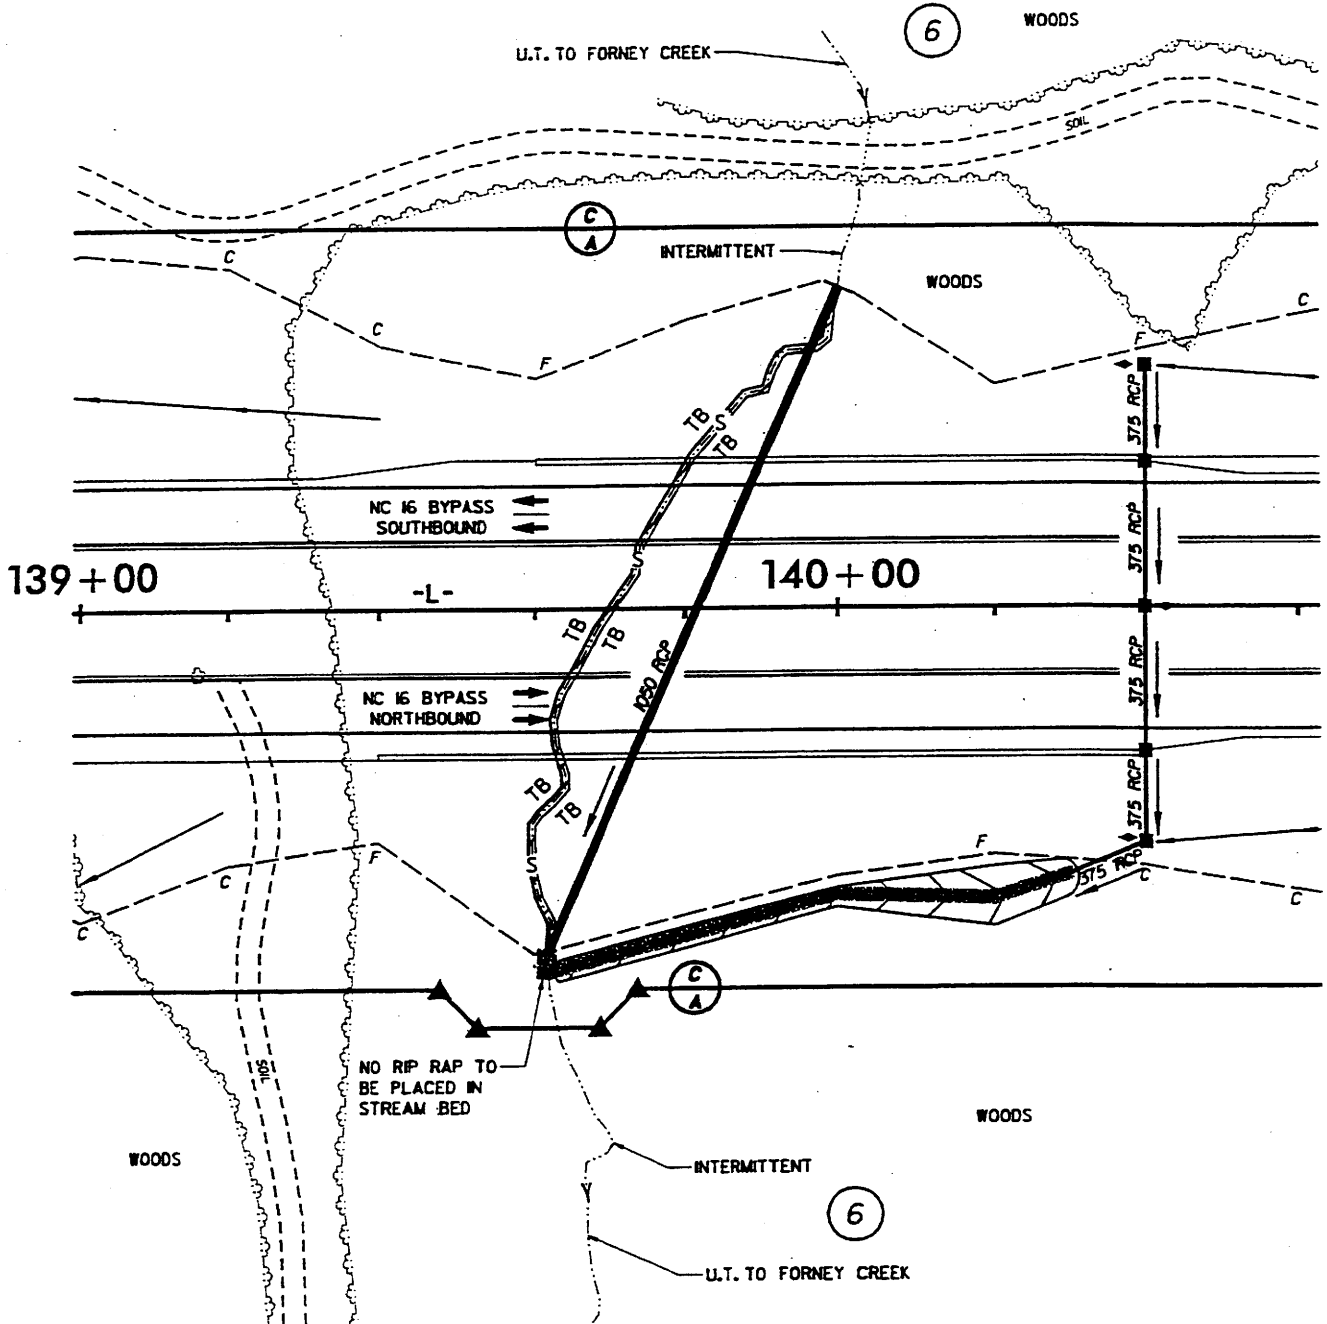 6
WOODS
U.T. TO FORNEY CREEK
SOIL
C
A
INTERMITTENT
C
WOODS
C
C
F
F
375 RCP
TB
S
TB
NC 16 BYPASS
SOUTHBOUND
S
375 RCP
139+00
-L-
140+00
TB
TB
1050 RCP
375 RCP
NC 16 BYPASS
NORTHBOUND
TB
TB
375 RCP
F
F
S
C
375 RCP
C
C
C
C
A
SOIL
NO RIP RAP TO
BE PLACED IN
STREAM BED
WOODS
WOODS
INTERMITTENT
6
U.T. TO FORNEY CREEK